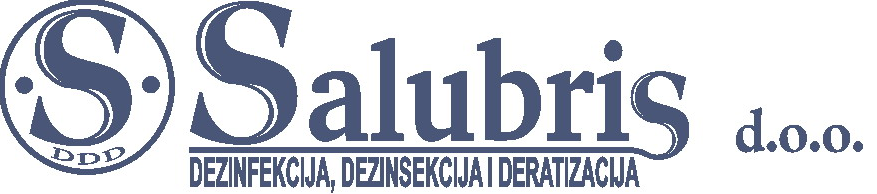 S
DDD
Salubris d.o.o.
DEZINFEKCIJA, DEZINSEKCIJA I DERATIZACIJA